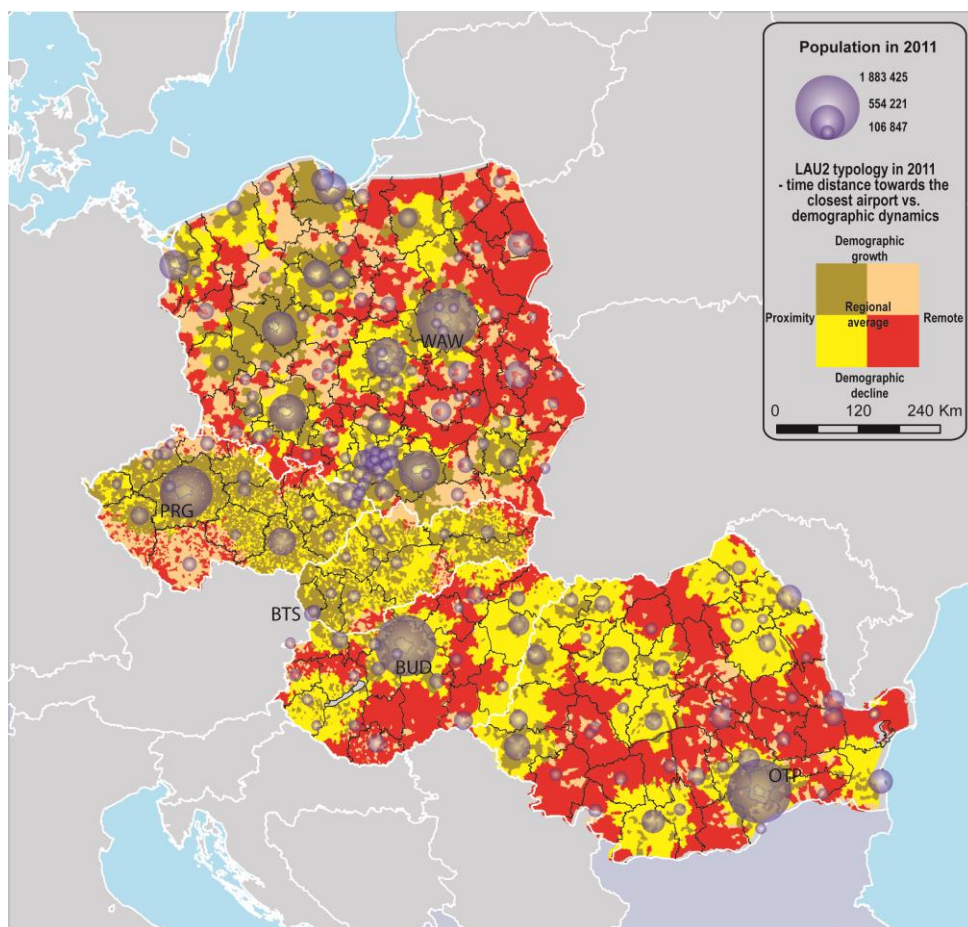 Population in 2011
1 883 425
554 221
106 847
LAU2 typology in 2011
- time distance towards the
closest airport vs.
demographic dynamics
Demographic
growth
Proximity
Regional
average
Remote
Demographic
decline
0 120 240 Km
WAW
PRG
BTS
BUD
OTP